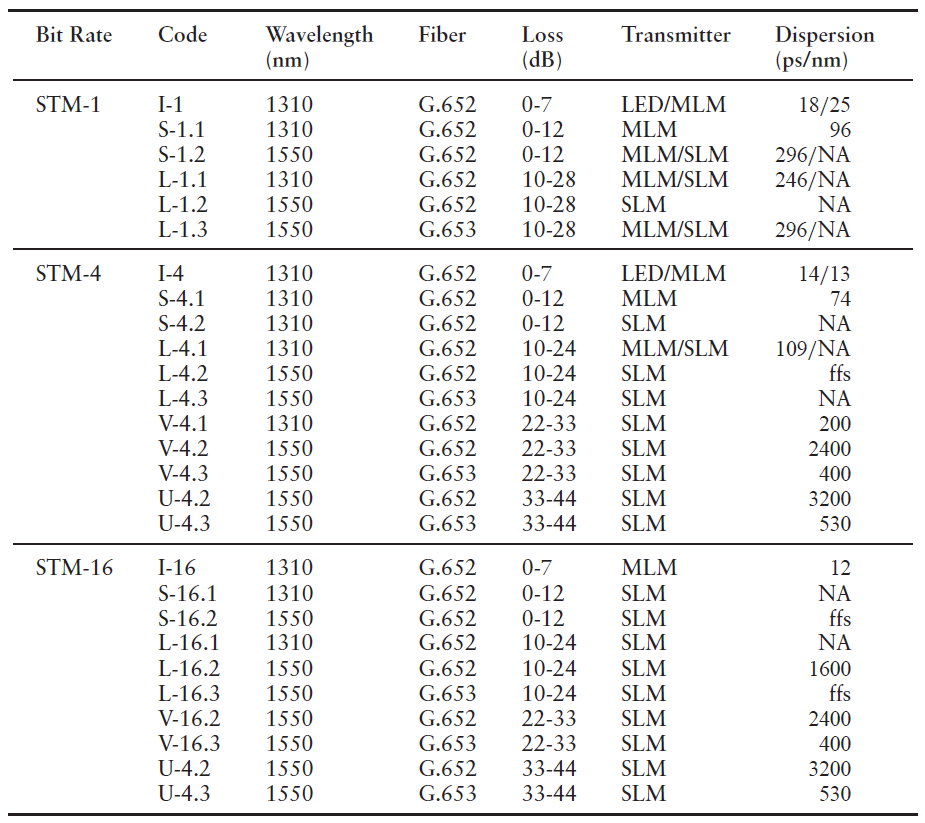 Bit Rate Code Wavelength Fiber Loss Transmitter Dispersion
(nm) (dB) (ps/nm)
STM-1 I-1 1310 G.652 0-7 LED/MLM 18/25
S-1.1 1310 G.652 0-12 MLM 96
S-1.2 1550 G.652 0-12 MLM/SLM 296/NA
L-1.1 1310 G.652 10-28 MLM/SLM 246/NA
L-1.2 1550 G.652 10-28 SLM NA
L-1.3 1550 G.653 10-28 MLM/SLM 296/NA
STM-4 I-4 1310 G.652 0-7 LED/MLM 14/13
S-4.1 1310 G.652 0-12 MLM 74
S-4.2 1310 G.652 0-12 SLM NA
L-4.1 1310 G.652 10-24 MLM/SLM 109/NA
L-4.2 1550 G.652 10-24 SLM ffs
L-4.3 1550 G.653 10-24 SLM NA
V-4.1 1310 G.652 22-33 SLM 200
V-4.2 1550 G.652 22-33 SLM 2400
V-4.3 1550 G.653 22-33 SLM 400
U-4.2 1550 G.652 33-44 SLM 3200
U-4.3 1550 G.653 33-44 SLM 530
STM-16 I-16 1310 G.652 0-7 MLM 12
S-16.1 1310 G.652 0-12 SLM NA
S-16.2 1550 G.652 0-12 SLM ffs
L-16.1 1310 G.652 10-24 SLM NA
L-16.2 1550 G.652 10-24 SLM 1600
L-16.3 1550 G.653 10-24 SLM ffs
V-16.2 1550 G.652 22-33 SLM 2400
V-16.3 1550 G.653 22-33 SLM 400
U-4.2 1550 G.652 33-44 SLM 3200
U-4.3 1550 G.653 33-44 SLM 530